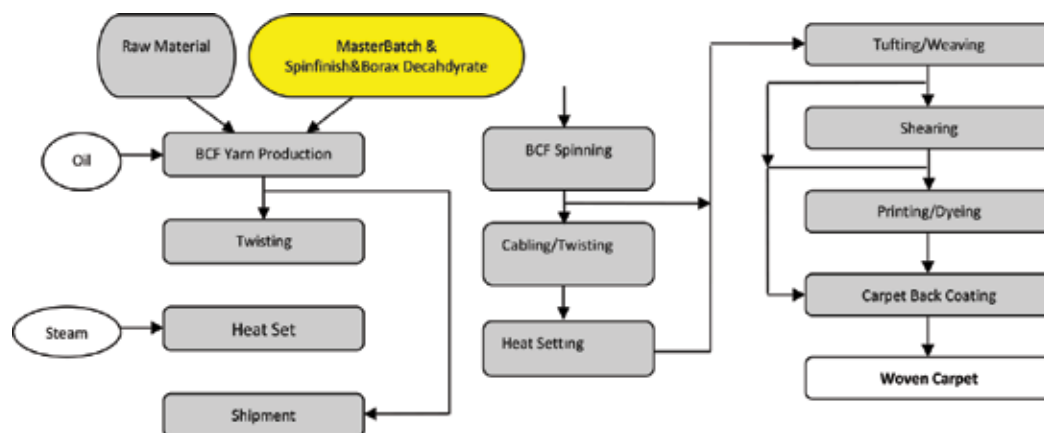 Raw Material
MasterBatch &
Spinfinish&Borax Decahdyrate
Oil
BCF Yarn Production
Twisting
Steam
Heat Set
Shipment
BCF Spinning
Cabling/Twisting
Heat Setting
Tufting/Weaving
Shearing
Printing/Dyeing
Carpet Back Coating
Woven Carpet